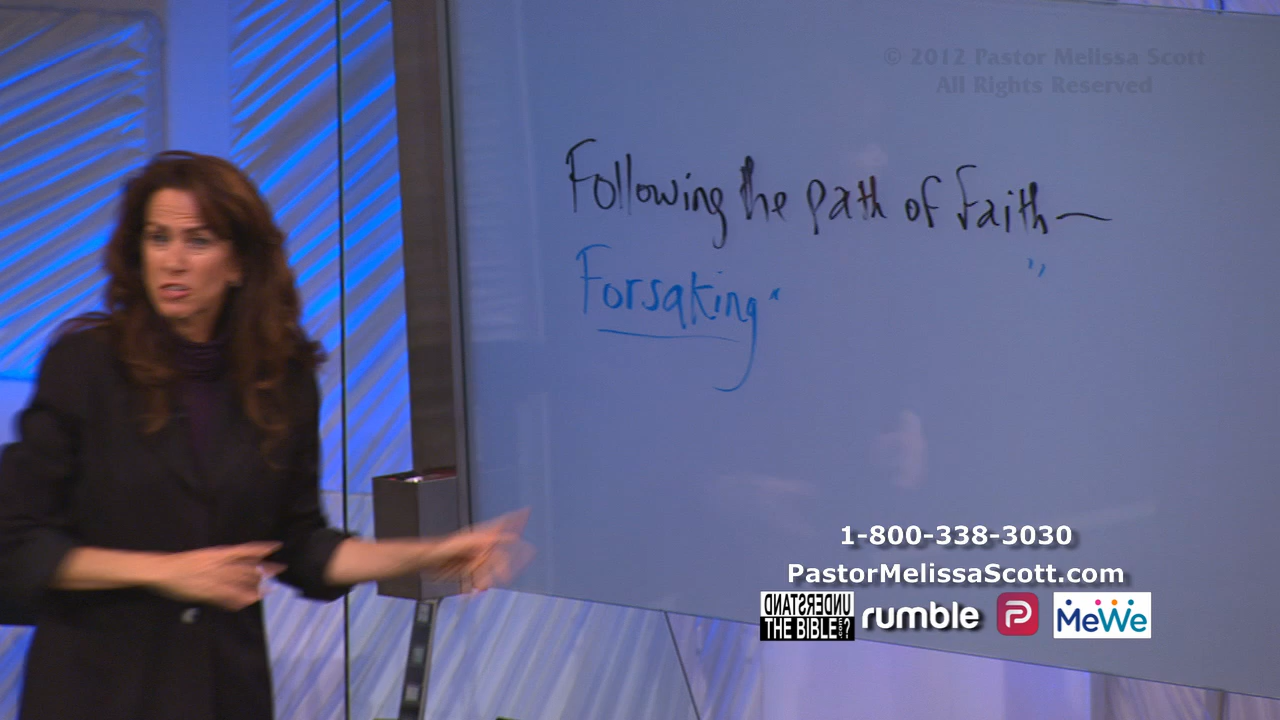 © 2012 Pastor Melissa Scott
All Rights Reserved
Following the path of faith —
Forsaking " "
1-800-338-3030
PastorMelissaScott.com
UNDERSTAND
THE BIBLE?
rumble
MeWe